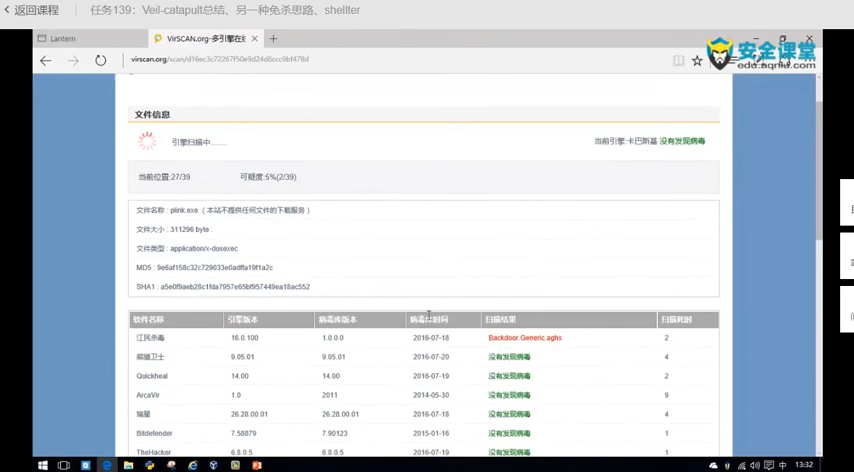 返回课程 任务139：Veil-catapult总结、另一种免杀思路、shellter
Lantern VirSCAN.org-多引擎在线
安全课堂
edu.aqniu.com
virscan.org/scan/d16ec3c72267f50e9d24d6ccc9bf478d
文件信息
引擎扫描中........ 当前引擎:卡巴斯基 没有发现病毒
当前位置:27/39 可疑度:5%(2/39)
文件名称 : plink.exe （本站不提供任何文件的下载服务）
文件大小 : 311296 byte :
文件类型 : application/x-dosexec
MD5 : 9e6af158c32c729033e0adffa19f1a2c
SHA1 : a5e0f9aeb28c1fda7957e65bf957449ea18ac552
软件名称 引擎版本 病毒库版本 病毒库时间 扫描结果 扫描耗时
江民杀毒 16.0.100 1.0.0.0 2016-07-18 Backdoor.Generic.aghs 2
熊猫卫士 9.05.01 9.05.01 2016-07-20 没有发现病毒 4
Quickheal 14.00 14.00 2016-07-19 没有发现病毒 2
ArcaVir 1.0 2011 2014-05-30 没有发现病毒 9
瑞星 26.28.00.01 26.28.00.01 2016-07-18 没有发现病毒 4
Bitdefender 7.58879 7.90123 2015-01-16 没有发现病毒 1
TheHacker 6.8.0.5 6.8.0.5 2016-07-19 没有发现病毒 1
中 13:32